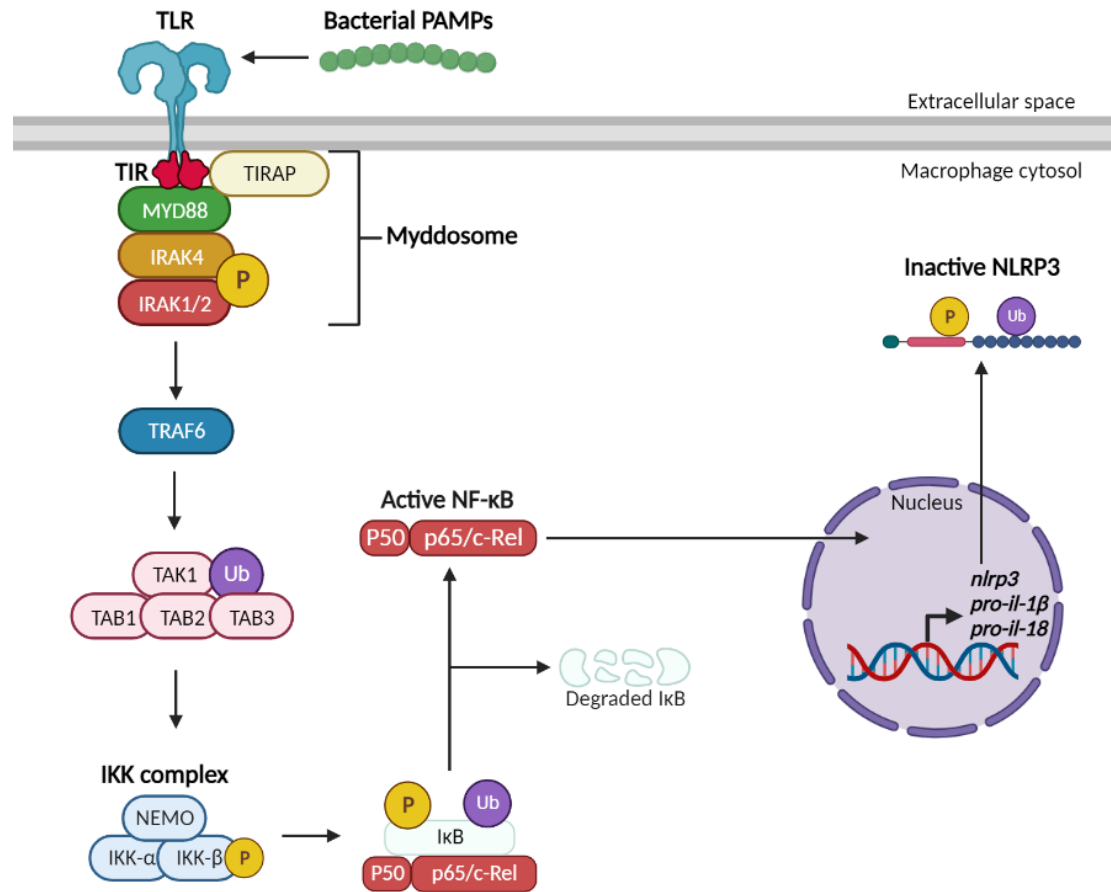 TLR
Bacterial PAMPs
Extracellular space
Macrophage cytosol
TIR
TIRAP
MYD88
Myddosome
IRAK4
P
IRAK1/2
Inactive NLRP3
P
Ub
TRAF6
Nucleus
Active NF-κB
P50
p65/c-Rel
TAK1
Ub
TAB1
TAB2
TAB3
nlrp3
pro-il-1β
pro-il-18
Degraded IκB
IKK complex
NEMO
IKK-α
IKK-β
P
P
Ub
IκB
P50
p65/c-Rel